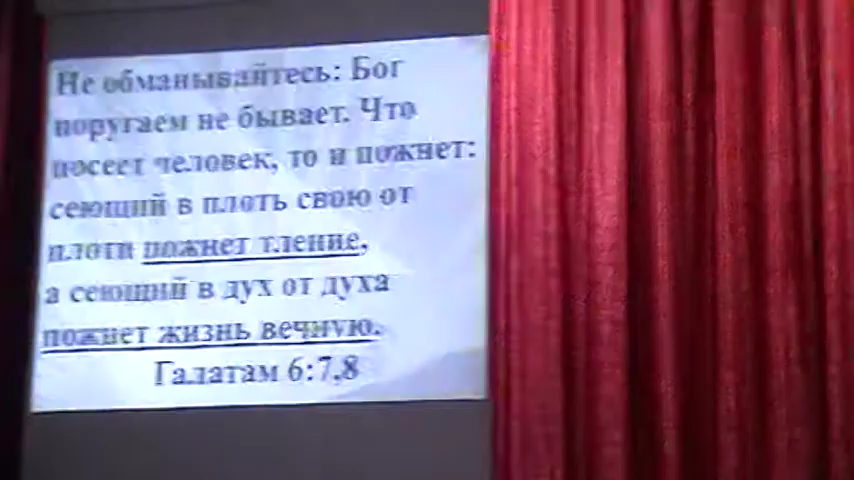 Не обманывайтесь: Бог
поругаем не бывает. Что
посеет человек, то и пожнет:
сеющий в плоть свою от
плоти пожнет тление,
а сеющий в дух от духа
пожнет жизнь вечную.
Галатам 6:7,8